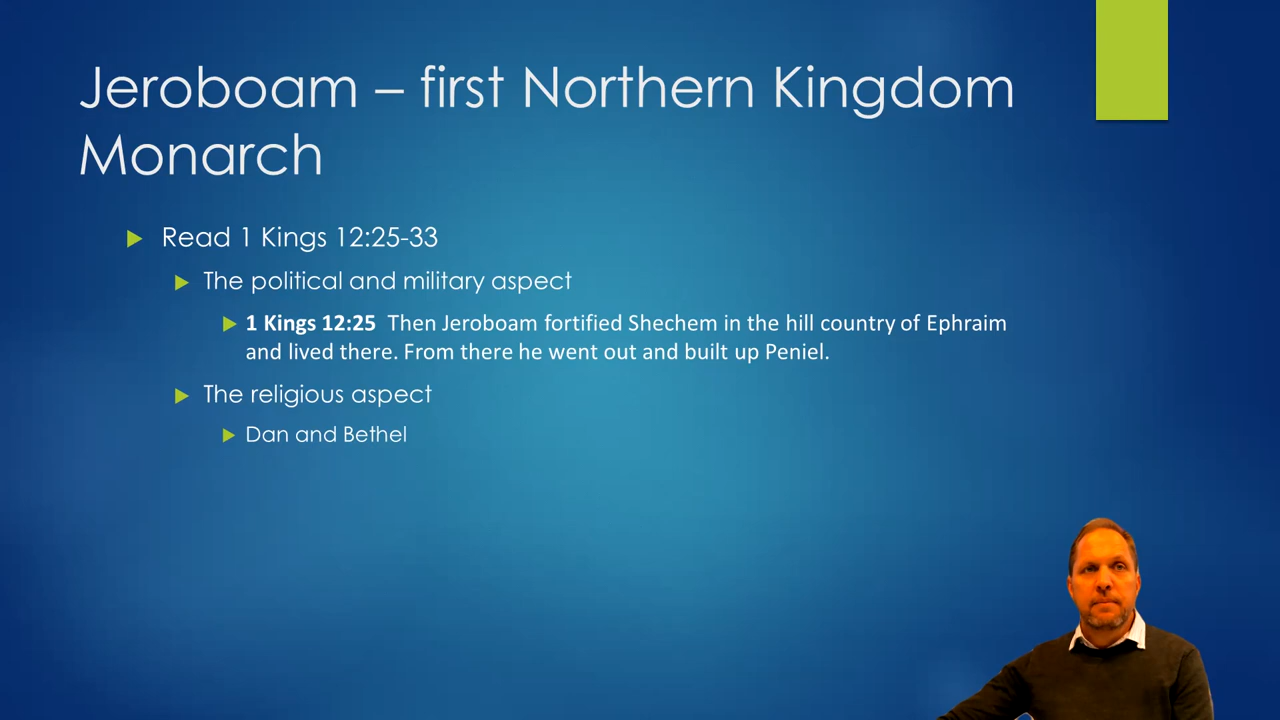 Jeroboam – first Northern Kingdom
Monarch
Read 1 Kings 12:25-33
The political and military aspect
1 Kings 12:25  Then Jeroboam fortified Shechem in the hill country of Ephraim
and lived there. From there he went out and built up Peniel.
The religious aspect
Dan and Bethel